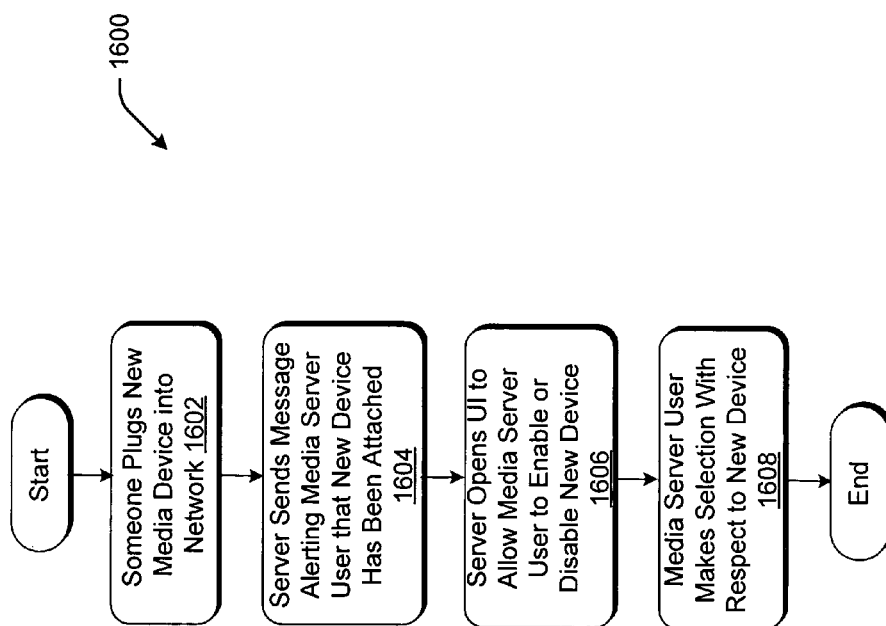 1600
Start
Someone Plugs New
Media Device into
Network 1602
Server Sends Message
Alerting Media Server
User that New Device
Has Been Attached
1604
Server Opens UI to
Allow Media Server
User to Enable or
Disable New Device
1606
Media Server User
Makes Selection With
Respect to New Device
1608
End